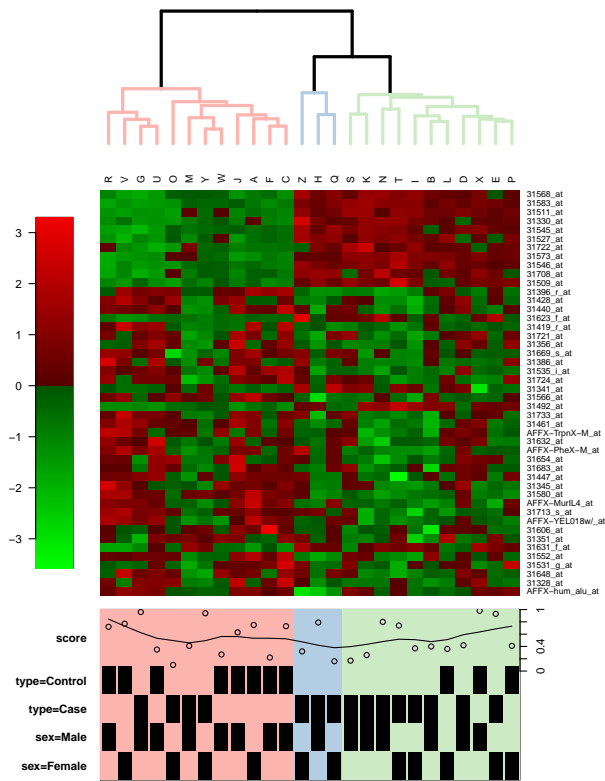 R V G U O M Y W J A F C Z H Q S K N T I B L D X E P
31568_at
31583_at
31511_at
31330_at
31545_at
31527_at
31722_at
31573_at
31546_at
31708_at
31509_at
31396_r_at
31428_at
31440_at
31623_f_at
31419_r_at
31721_at
31356_at
31669_s_at
31386_at
31535_i_at
31724_at
31341_at
31566_at
31492_at
31733_at
31461_at
AFFX−TrpnX−M_at
31632_at
AFFX−PheX−M_at
31654_at
31683_at
31447_at
31345_at
31580_at
AFFX−MurIL4_at
31713_s_at
AFFX−YEL018w/_at
31606_at
31351_at
31631_f_at
31552_at
31531_g_at
31648_at
31328_at
AFFX−hum_alu_at
3
2
1
0
−1
−2
−3
score
0 0.4 1
type=Control
type=Case
sex=Male
sex=Female